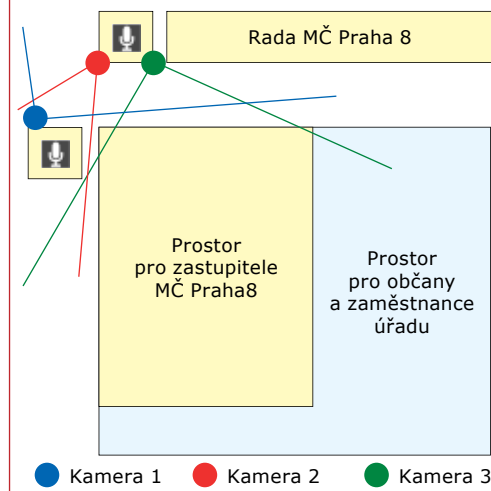 Rada MČ Praha 8
Prostor
pro zastupitele
MČ Praha8
Prostor
pro občany
a zaměstnance
úřadu
Kamera 1
Kamera 2
Kamera 3